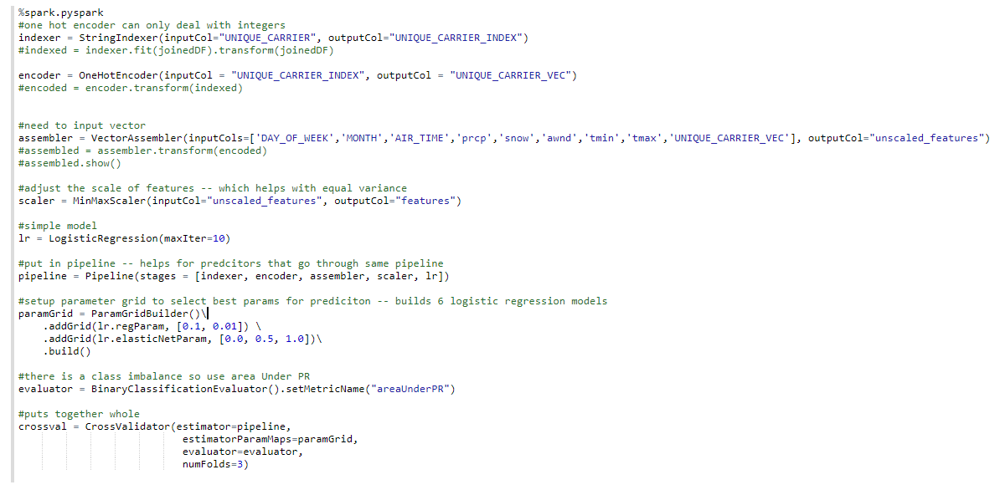 %spark.pyspark
#one hot encoder can only deal with integers
indexer = StringIndexer(inputCol="UNIQUE_CARRIER", outputCol="UNIQUE_CARRIER_INDEX")
#indexed = indexer.fit(joinedDF).transform(joinedDF)
encoder = OneHotEncoder(inputCol = "UNIQUE_CARRIER_INDEX", outputCol = "UNIQUE_CARRIER_VEC")
#encoded = encoder.transform(indexed)
#need to input vector
assembler = VectorAssembler(inputCols=['DAY_OF_WEEK','MONTH','AIR_TIME','prcp','snow','awnd','tmin','tmax','UNIQUE_CARRIER_VEC'], outputCol="unscaled_features")
#assembled = assembler.transform(encoded)
#assembled.show()
#adjust the scale of features -- which helps with equal variance
scaler = MinMaxScaler(inputCol="unscaled_features", outputCol="features")
#simple model
lr = LogisticRegression(maxIter=10)
#put in pipeline -- helps for predcitors that go through same pipeline
pipeline = Pipeline(stages = [indexer, encoder, assembler, scaler, lr])
#setup parameter grid to select best params for prediciton -- builds 6 logistic regression models
paramGrid = ParamGridBuilder()\
    .addGrid(lr.regParam, [0.1, 0.01]) \
    .addGrid(lr.elasticNetParam, [0.0, 0.5, 1.0])\
    .build()
#there is a class imbalance so use area Under PR
evaluator = BinaryClassificationEvaluator().setMetricName("areaUnderPR")
#puts together whole
crossval = CrossValidator(estimator=pipeline,
                          estimatorParamMaps=paramGrid,
                          evaluator=evaluator,
                          numFolds=3)